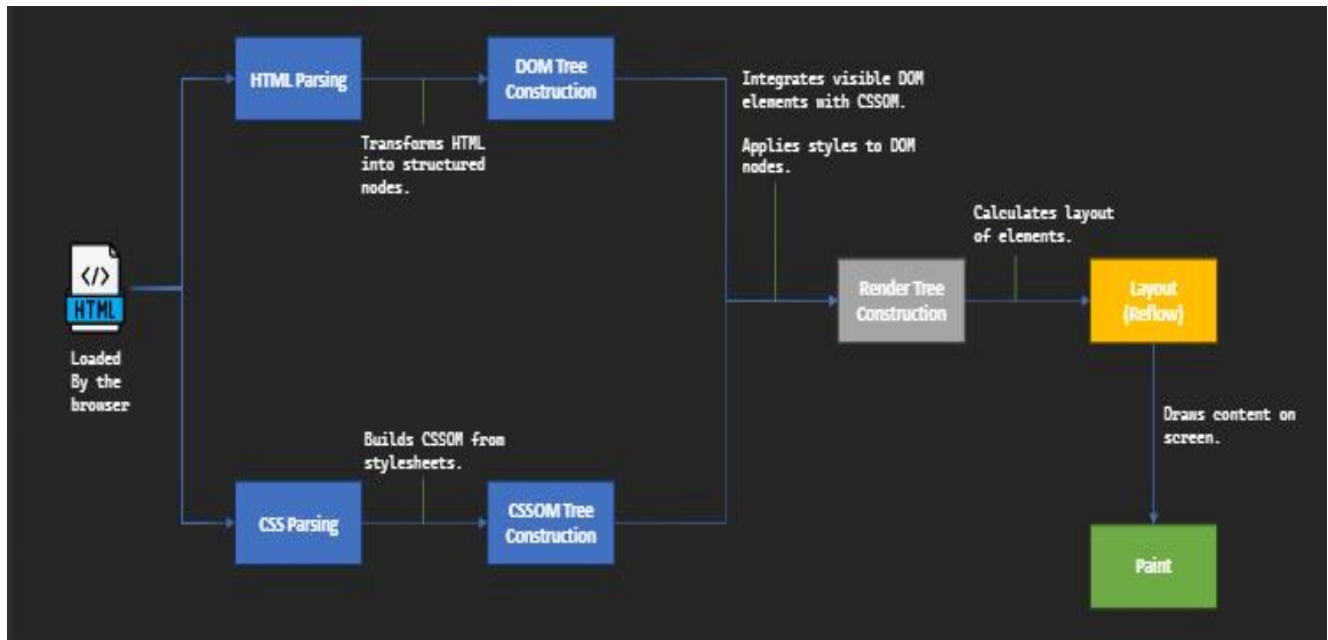 HTML Parsing
DOM Tree
Construction
Transforms HTML
into structured
nodes.
Integrates visible DOM
elements with CSSOM.
Applies styles to DOM
nodes.
</>
HTML
Loaded
By the
browser
Render Tree
Construction
Calculates layout
of elements.
Layout
(Reflow)
Draws content on
screen.
CSS Parsing
Builds CSSOM from
stylesheets.
CSSOM Tree
Construction
Paint